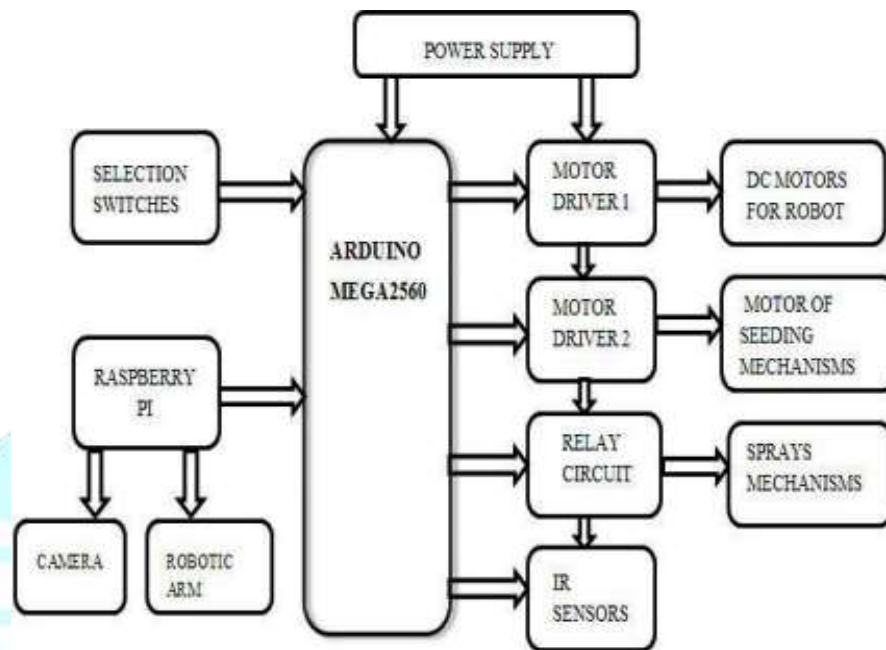 POWER SUPPLY
SELECTION
SWITCHES
ARDUINO
MEGA2560
MOTOR
DRIVER 1
DC MOTORS
FOR ROBOT
MOTOR
DRIVER 2
MOTOR OF
SEEDING
MECHANISMS
RASPBERRY
PI
RELAY
CIRCUIT
SPRAYS
MECHANISMS
CAMERA
ROBOTIC
ARM
IR
SENSORS